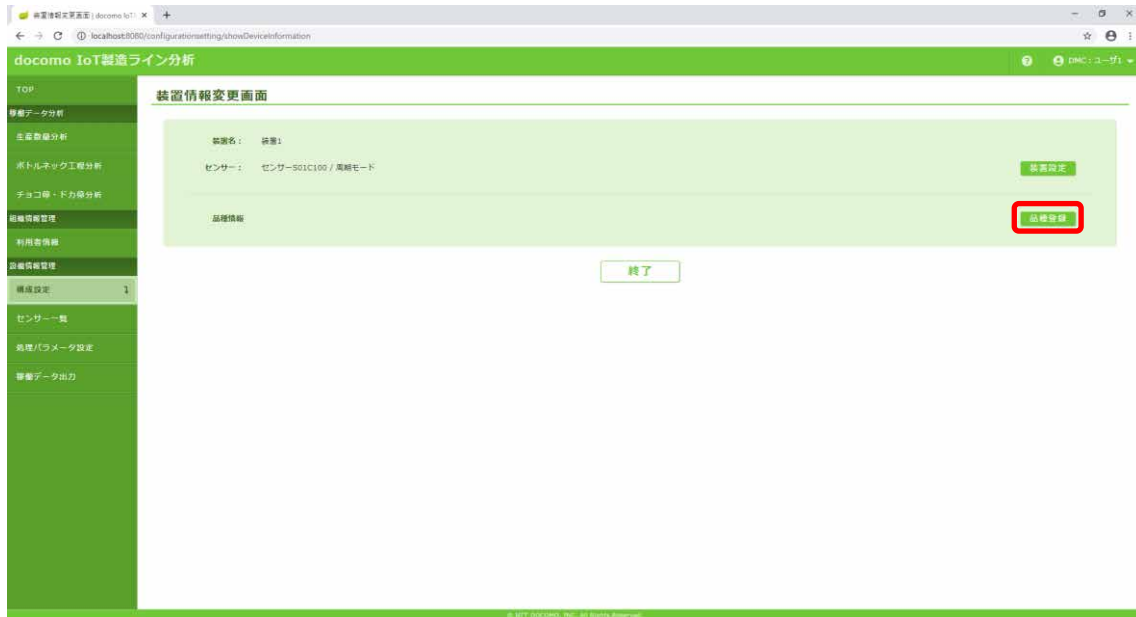 装置情報変更画面 | docomo IoT
localhost:8080/configurationsetting/showDeviceInformation
docomo IoT製造ライン分析
DMC : ユーザ1
TOP
稼働データ分析
生産数量分析
ボトルネック工程分析
チョコ停・ドカ停分析
組織情報管理
利用者情報
設備情報管理
構成設定
センサー一覧
処理パラメータ設定
稼働データ出力
装置情報変更画面
装置名： 装置1
センサー： センサーS01C100 / 周期モード
装置設定
品種情報
品種登録
終了
© NTT DOCOMO, INC. All Rights Reserved.